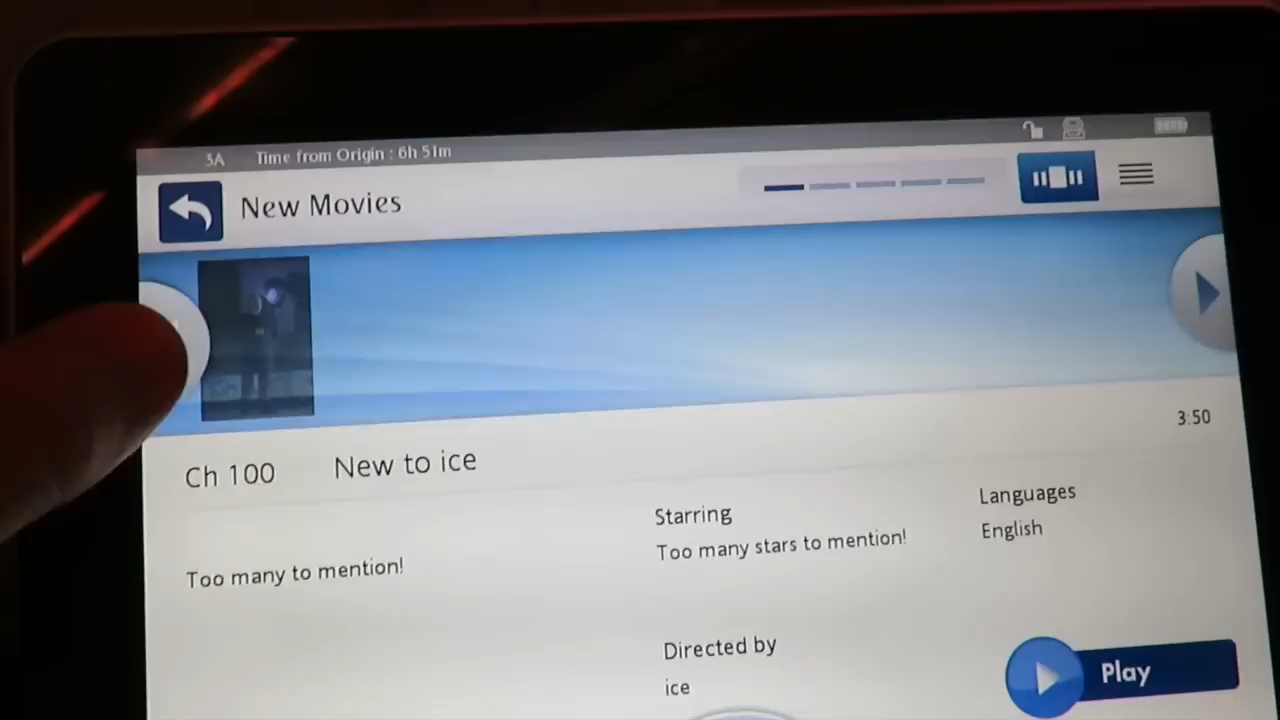 3A Time from Origin : 6h 51m
New Movies
3:50
Ch 100 New to ice
Starring
Too many stars to mention!
Languages
English
Too many to mention!
Directed by
ice
Play